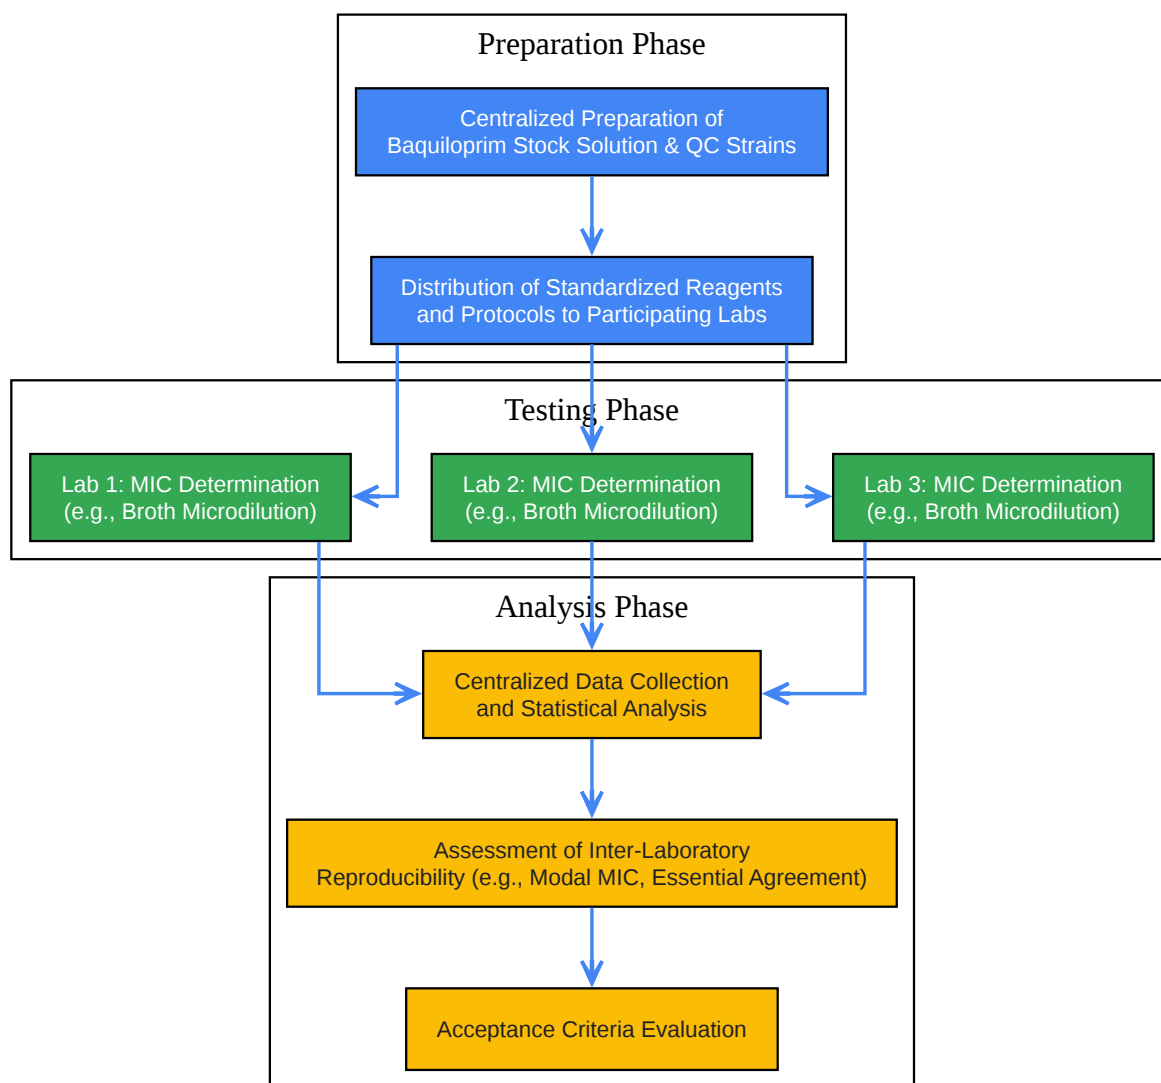 Preparation Phase
Centralized Preparation of
Baquiloprim Stock Solution & QC Strains
Distribution of Standardized Reagents
and Protocols to Participating Labs
Testing Phase
Lab 1: MIC Determination
(e.g., Broth Microdilution)
Lab 2: MIC Determination
(e.g., Broth Microdilution)
Lab 3: MIC Determination
(e.g., Broth Microdilution)
Analysis Phase
Centralized Data Collection
and Statistical Analysis
Assessment of Inter-Laboratory
Reproducibility (e.g., Modal MIC, Essential Agreement)
Acceptance Criteria Evaluation